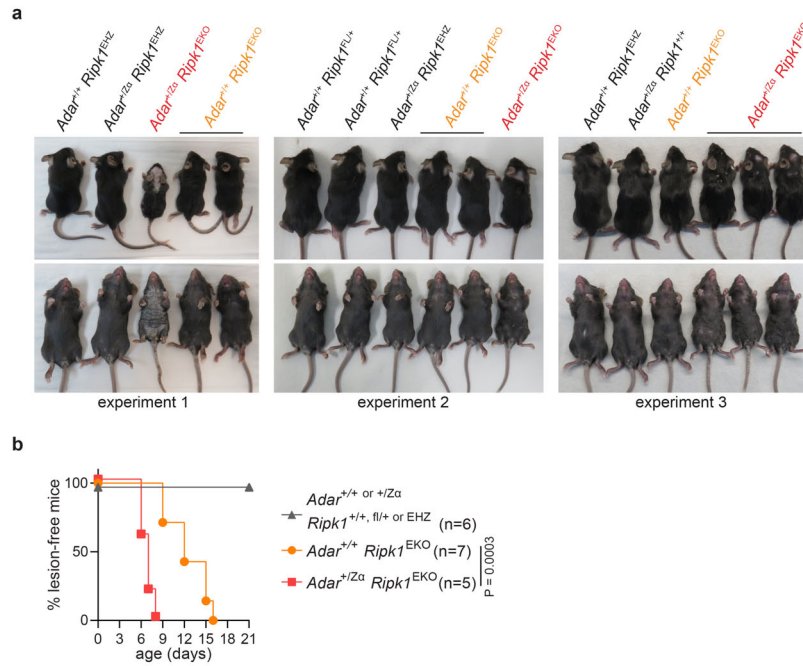 a
Adar+/+ Ripk1EHZ
Adar+/Zα Ripk1EHZ
Adar+/Zα Ripk1EKO
Adar+/+ Ripk1EKO
Adar+/+ Ripk1FL/+
Adar+/+ Ripk1FL/+
Adar+/Zα Ripk1EHZ
Adar+/+ Ripk1EKO
Adar+/Zα Ripk1EKO
Adar+/+ Ripk1EHZ
Adar+/Zα Ripk1+/+
Adar+/+ Ripk1EKO
Adar+/Zα Ripk1EKO
experiment 1
experiment 2
experiment 3
b
% lesion-free mice
100
50
0
0 3 6 9 12 15 18 21
age (days)
Adar+/+ or +/Zα
Ripk1+/+, fl/+ or EHZ (n=6)
Adar+/+ Ripk1EKO (n=7)
Adar+/Zα Ripk1EKO (n=5)
P = 0.0003